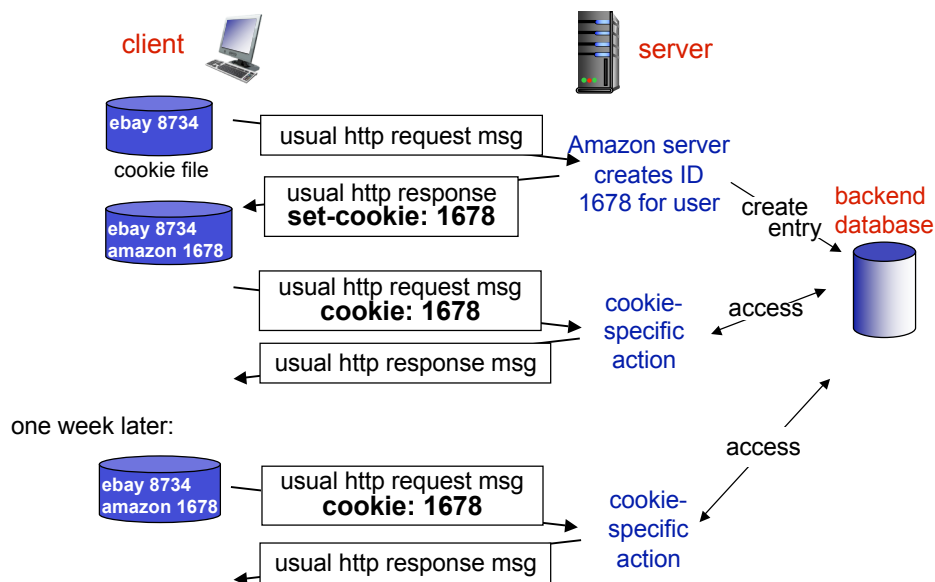 client
server
ebay 8734
cookie file
usual http request msg
Amazon server
creates ID
1678 for user
usual http response
set-cookie: 1678
create
entry
backend
database
ebay 8734
amazon 1678
usual http request msg
cookie: 1678
cookie-
specific
action
access
usual http response msg
one week later:
access
ebay 8734
amazon 1678
usual http request msg
cookie: 1678
cookie-
specific
action
usual http response msg